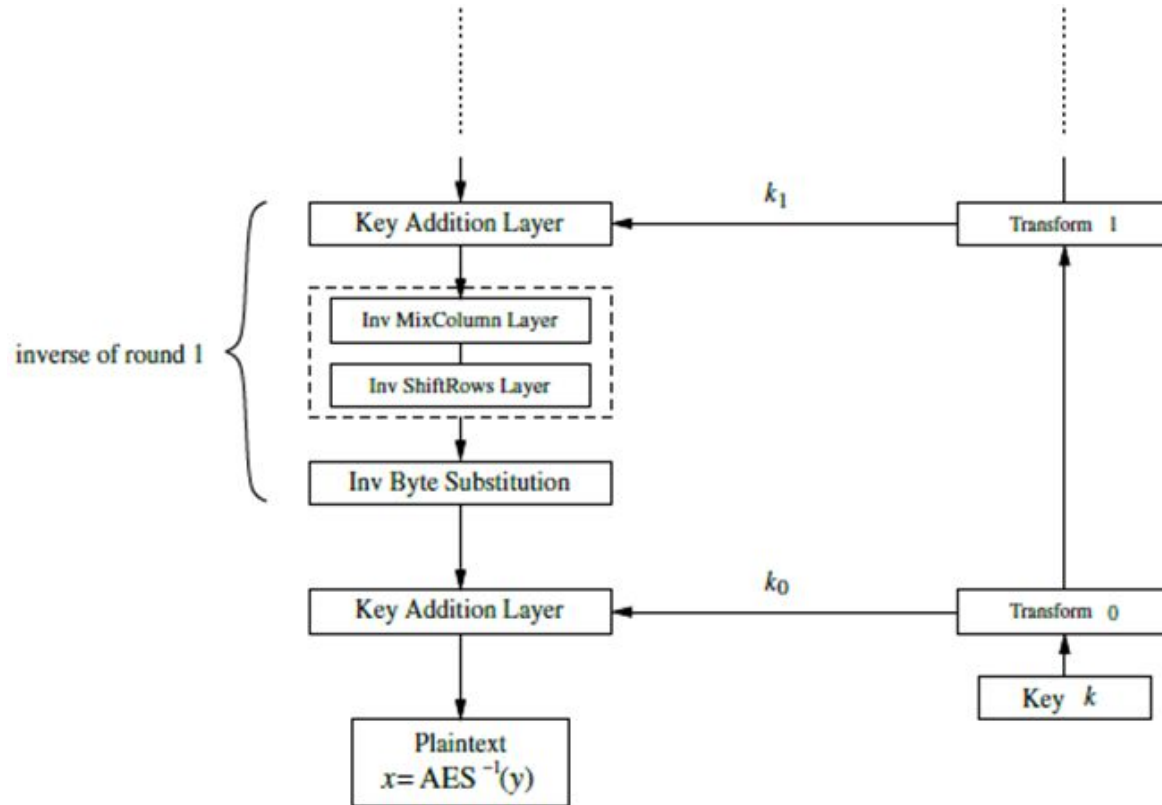 k₁
Key Addition Layer
Transform 1
Inv MixColumn Layer
inverse of round 1
Inv ShiftRows Layer
Inv Byte Substitution
k₀
Key Addition Layer
Transform 0
Key k
Plaintext
x= AES ⁻¹(y)